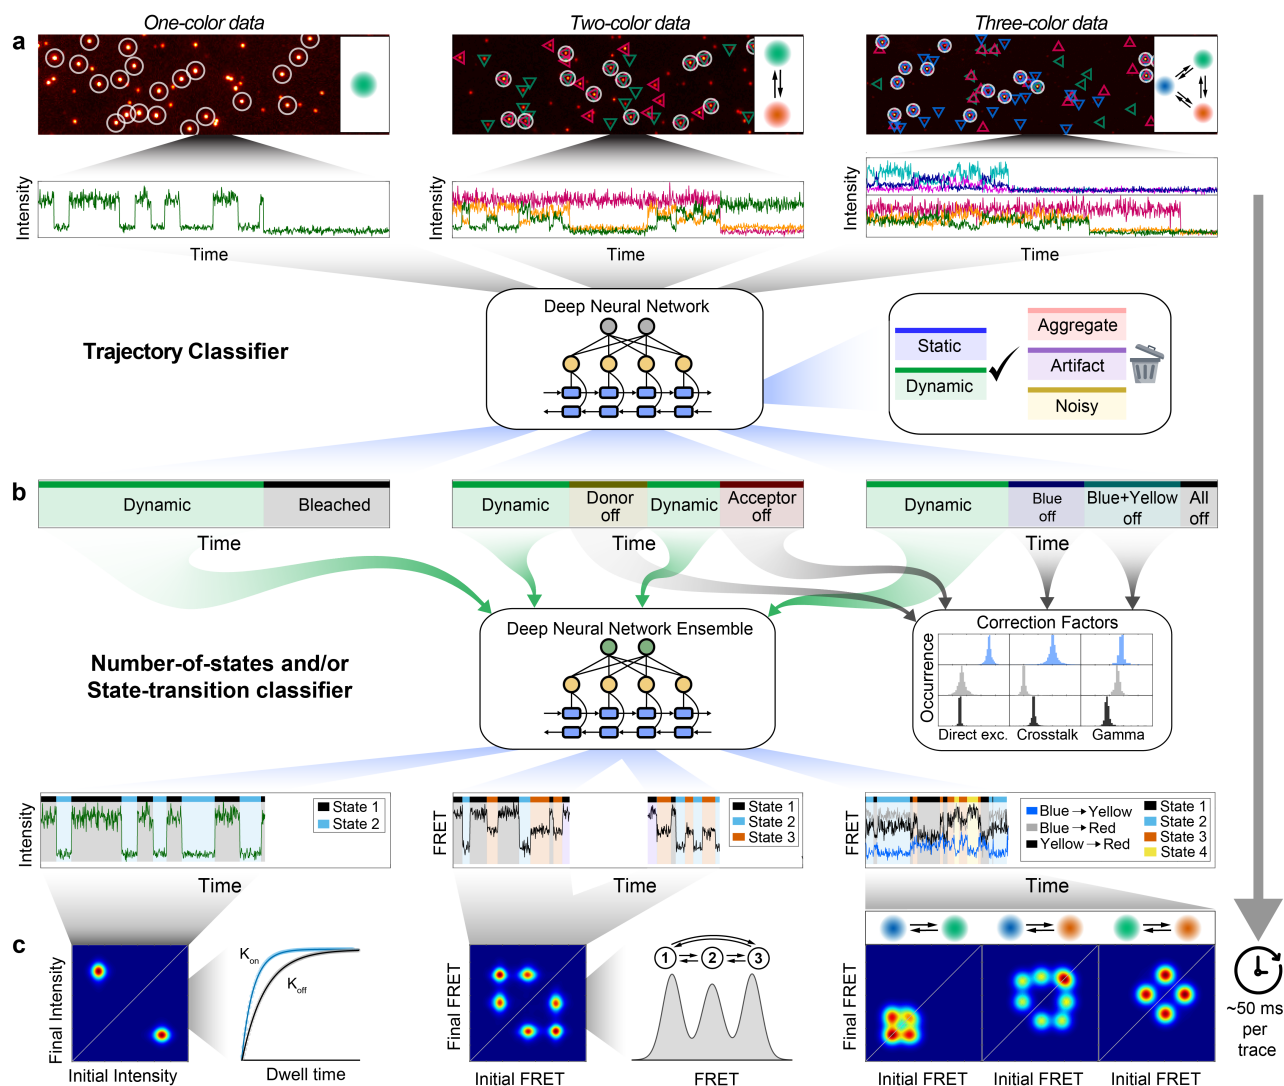 One-color data
Two-color data
Three-color data
a
Intensity
Time
Intensity
Time
Intensity
Time
Deep Neural Network
Trajectory Classifier
Static
Dynamic
Aggregate
Artifact
Noisy
b
Dynamic
Bleached
Time
Dynamic
Donor
off
Dynamic
Acceptor
off
Time
Dynamic
Blue
off
Blue+Yellow
off
All
off
Time
Number-of-states and/or
State-transition classifier
Deep Neural Network Ensemble
Correction Factors
Occurrence
Direct exc.
Crosstalk
Gamma
Intensity
State 1
State 2
Time
FRET
State 1
State 2
State 3
Time
FRET
Blue→Yellow
Blue→Red
Yellow→Red
State 1
State 2
State 3
State 4
Time
c
Final Intensity
Initial Intensity
Kon
Koff
Dwell time
Final FRET
Initial FRET
1
2
3
FRET
Final FRET
Initial FRET
Initial FRET
Initial FRET
~50 ms
per
trace